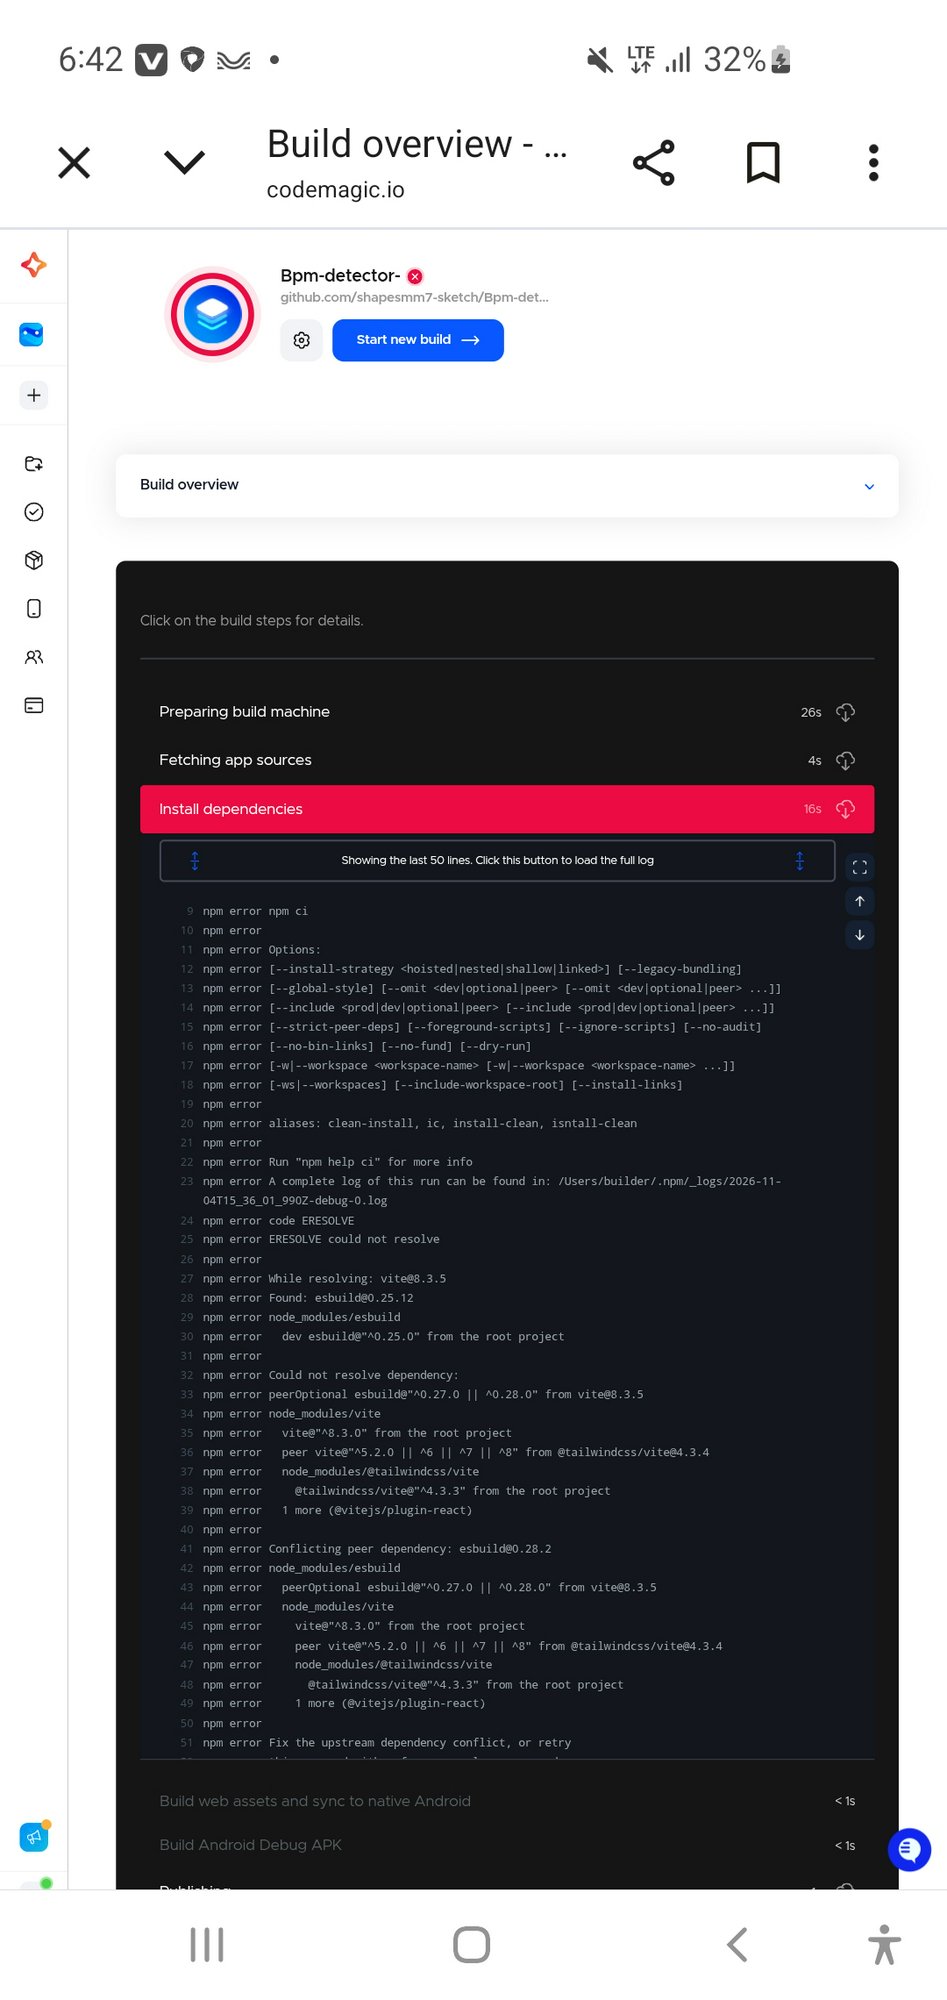 6:42
LTE
32%
Build overview - ...
codemagic.io
Bpm-detector-
github.com/shapesmm7-sketch/Bpm-det...
Start new build
Build overview
Click on the build steps for details.
Preparing build machine 26s
Fetching app sources 4s
Install dependencies 16s
Showing the last 50 lines. Click this button to load the full log
9 npm error npm ci
10 npm error
11 npm error Options:
12 npm error [--install-strategy <hoisted|nested|shallow|linked>] [--legacy-bundling]
13 npm error [--global-style] [--omit <dev|optional|peer> [--omit <dev|optional|peer> ...]]
14 npm error [--include <prod|dev|optional|peer> [--include <prod|dev|optional|peer> ...]]
15 npm error [--strict-peer-deps] [--foreground-scripts] [--ignore-scripts] [--no-audit]
16 npm error [--no-bin-links] [--no-fund] [--dry-run]
17 npm error [-w|--workspace <workspace-name> [-w|--workspace <workspace-name> ...]]
18 npm error [-ws|--workspaces] [--include-workspace-root] [--install-links]
19 npm error
20 npm error aliases: clean-install, ic, install-clean, isntall-clean
21 npm error
22 npm error Run "npm help ci" for more info
23 npm error A complete log of this run can be found in: /Users/builder/.npm/_logs/2026-11-
04T15_36_01_990Z-debug-0.log
24 npm error code ERESOLVE
25 npm error ERESOLVE could not resolve
26 npm error
27 npm error While resolving: vite@8.3.5
28 npm error Found: esbuild@0.25.12
29 npm error node_modules/esbuild
30 npm error   dev esbuild@"^0.25.0" from the root project
31 npm error
32 npm error Could not resolve dependency:
33 npm error peerOptional esbuild@"^0.27.0 || ^0.28.0" from vite@8.3.5
34 npm error node_modules/vite
35 npm error   vite@"^8.3.0" from the root project
36 npm error   peer vite@"^5.2.0 || ^6 || ^7 || ^8" from @tailwindcss/vite@4.3.4
37 npm error   node_modules/@tailwindcss/vite
38 npm error     @tailwindcss/vite@"^4.3.3" from the root project
39 npm error   1 more (@vitejs/plugin-react)
40 npm error
41 npm error Conflicting peer dependency: esbuild@0.28.2
42 npm error node_modules/esbuild
43 npm error   peerOptional esbuild@"^0.27.0 || ^0.28.0" from vite@8.3.5
44 npm error   node_modules/vite
45 npm error     vite@"^8.3.0" from the root project
46 npm error     peer vite@"^5.2.0 || ^6 || ^7 || ^8" from @tailwindcss/vite@4.3.4
47 npm error     node_modules/@tailwindcss/vite
48 npm error       @tailwindcss/vite@"^4.3.3" from the root project
49 npm error     1 more (@vitejs/plugin-react)
50 npm error
51 npm error Fix the upstream dependency conflict, or retry
Build web assets and sync to native Android < 1s
Build Android Debug APK < 1s
Publishing